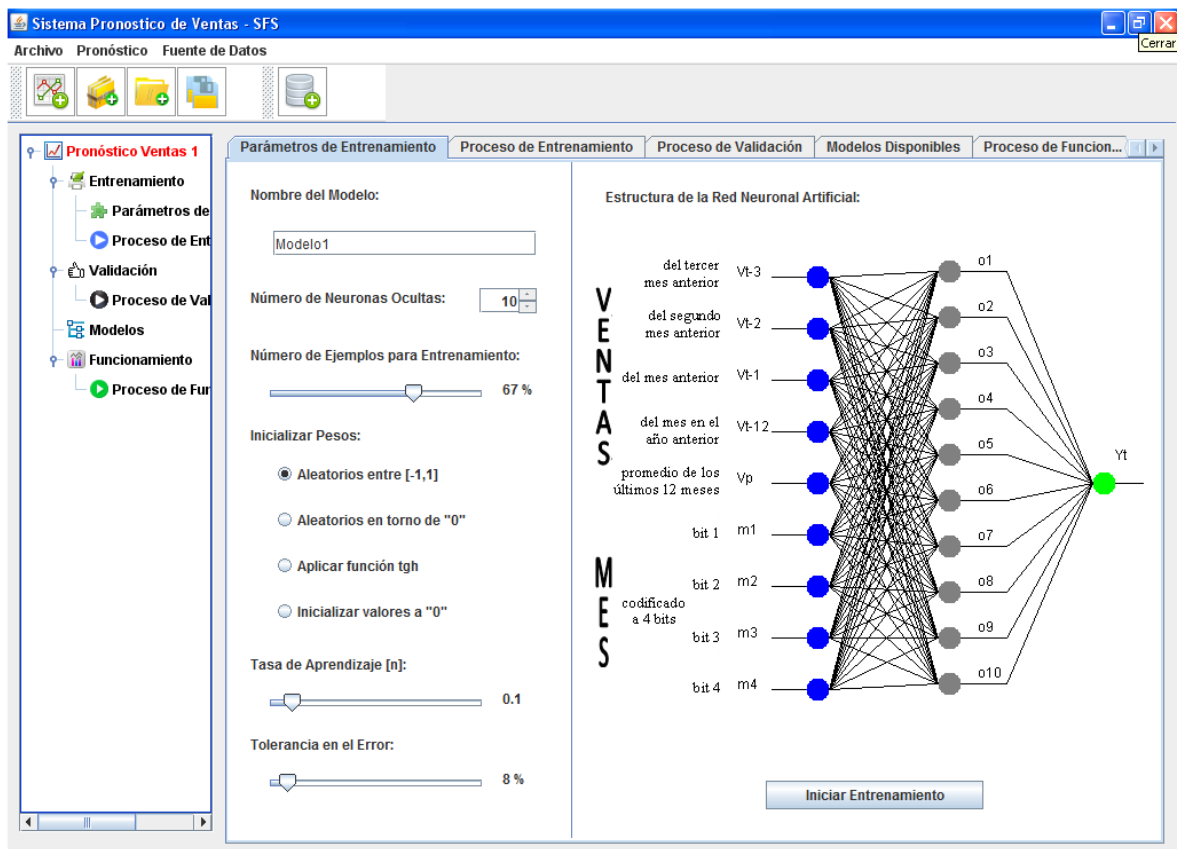 Sistema Pronostico de Ventas - SFS
Cerrar
Archivo Pronóstico Fuente de Datos
Pronóstico Ventas 1
Entrenamiento
Parámetros de
Proceso de Ent
Validación
Proceso de Val
Modelos
Funcionamiento
Proceso de Fur
Parámetros de Entrenamiento
Proceso de Entrenamiento
Proceso de Validación
Modelos Disponibles
Proceso de Funcion...
Nombre del Modelo:
Modelo1
Número de Neuronas Ocultas:
10
Número de Ejemplos para Entrenamiento:
67 %
Inicializar Pesos:
Aleatorios entre [-1,1]
Aleatorios en torno de "0"
Aplicar función tgh
Inicializar valores a "0"
Tasa de Aprendizaje [n]:
0.1
Tolerancia en el Error:
8 %
Estructura de la Red Neuronal Artificial:
VENTAS
del tercer
mes anterior
Vt-3
del segundo
mes anterior
Vt-2
del mes anterior
Vt-1
del mes en el
año anterior
Vt-12
promedio de los
últimos 12 meses
Vp
MES
codificado
a 4 bits
bit 1 m1
bit 2 m2
bit 3 m3
bit 4 m4
o1
o2
o3
o4
o5
o6
o7
o8
o9
o10
Yt
Iniciar Entrenamiento